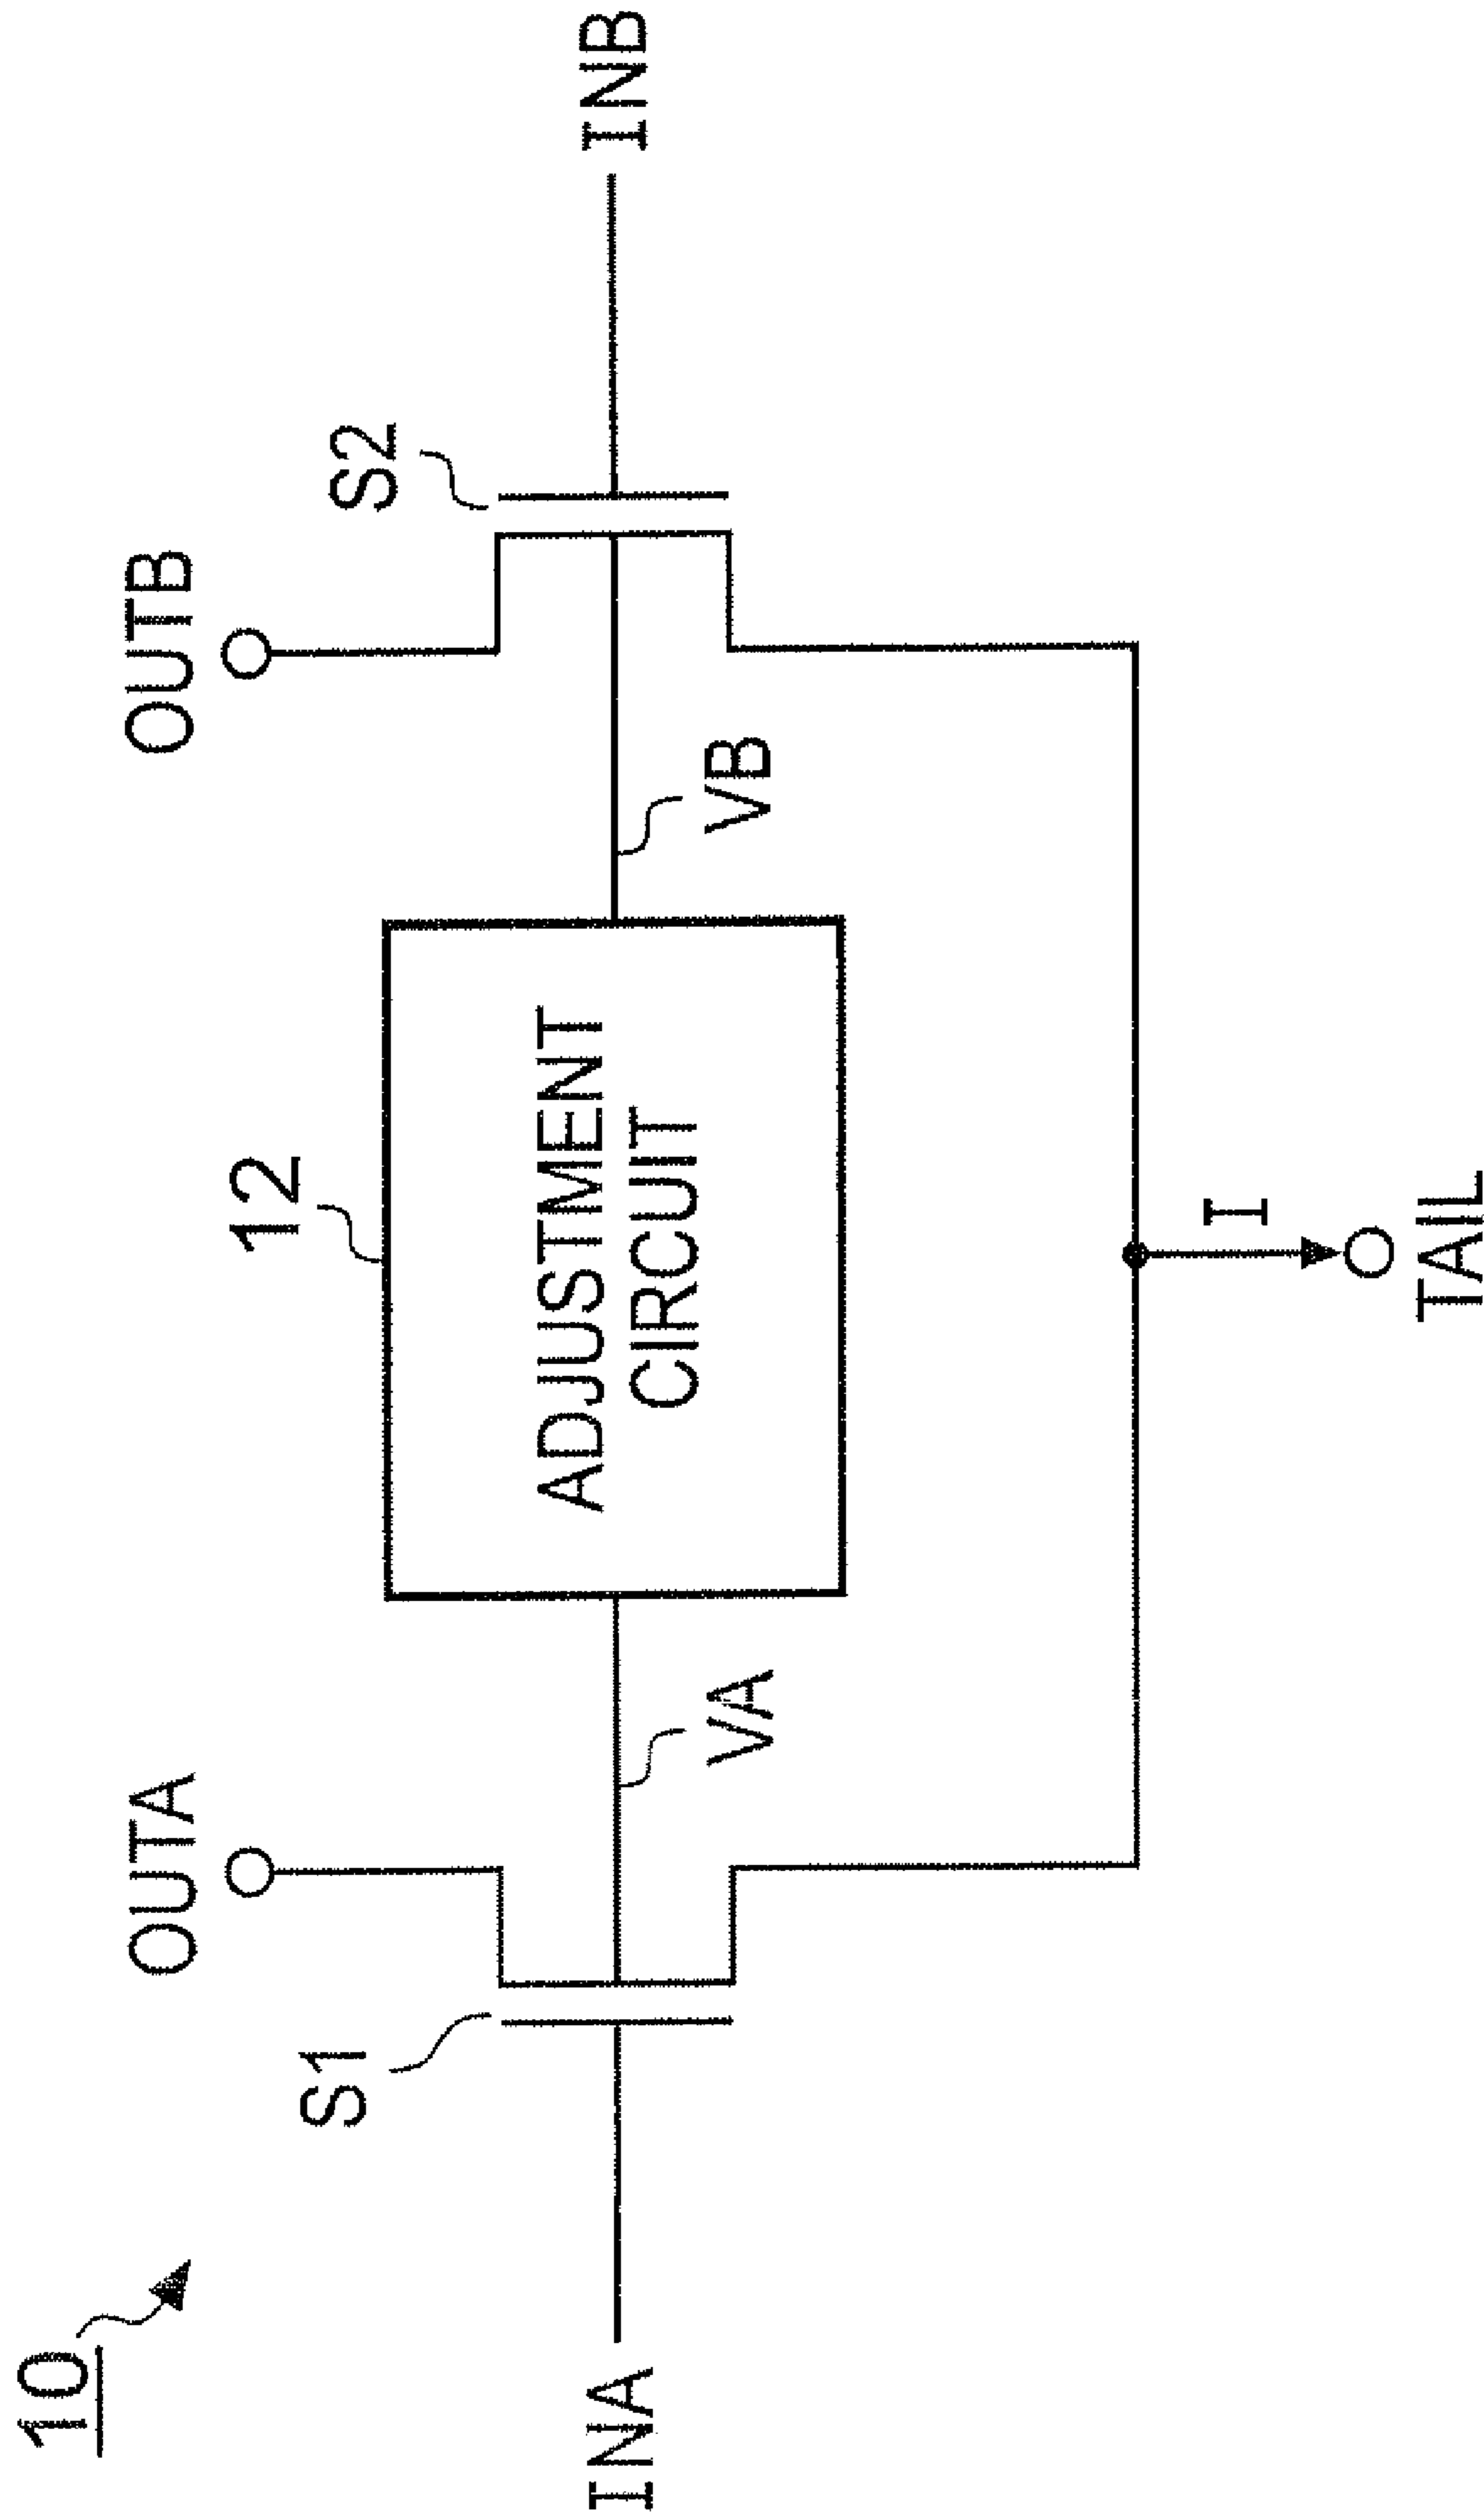 10
OUTA
OUTB
S1
12
S2
INA
ADJUSTMENT
CIRCUIT
INB
VA
VB
I
TAIL